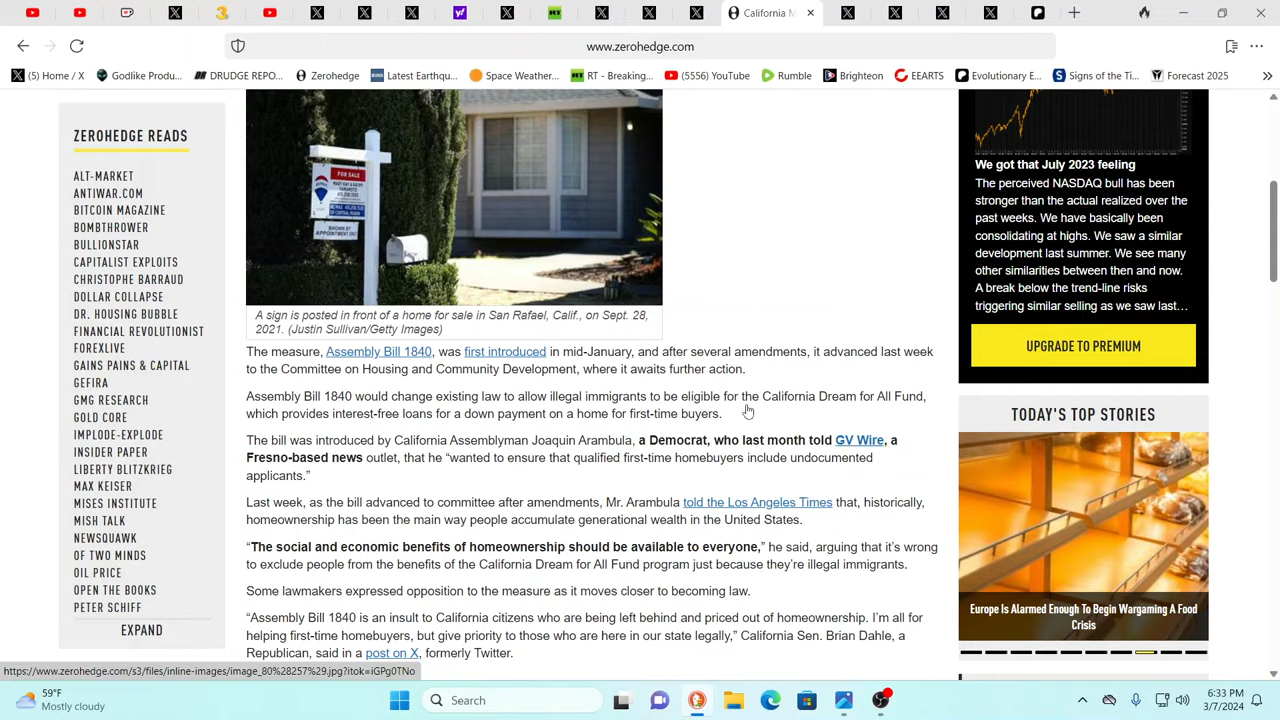 California M
www.zerohedge.com
(5) Home / X
Godlike Produ...
DRUDGE REPO...
Zerohedge
Latest Earthqu...
Space Weather...
RT - Breaking...
(5556) YouTube
Rumble
Brighteon
EEARTS
Evolutionary E...
Signs of the Ti...
Forecast 2025
ZEROHEDGE READS
ALT-MARKET
ANTIWAR.COM
BITCOIN MAGAZINE
BOMBTHROWER
BULLIONSTAR
CAPITALIST EXPLOITS
CHRISTOPHE BARRAUD
DOLLAR COLLAPSE
DR. HOUSING BUBBLE
FINANCIAL REVOLUTIONIST
FOREXLIVE
GAINS PAINS & CAPITAL
GEFIRA
GMG RESEARCH
GOLD CORE
IMPLODE-EXPLODE
INSIDER PAPER
LIBERTY BLITZKRIEG
MAX KEISER
MISES INSTITUTE
MISH TALK
NEWSQUAWK
OF TWO MINDS
OIL PRICE
OPEN THE BOOKS
PETER SCHIFF
EXPAND
FOR SALE
SHOWN BY
APPOINTMENT ONLY
A sign is posted in front of a home for sale in San Rafael, Calif., on Sept. 28,
2021. (Justin Sullivan/Getty Images)
The measure, Assembly Bill 1840, was first introduced in mid-January, and after several amendments, it advanced last week
to the Committee on Housing and Community Development, where it awaits further action.
Assembly Bill 1840 would change existing law to allow illegal immigrants to be eligible for the California Dream for All Fund,
which provides interest-free loans for a down payment on a home for first-time buyers.
The bill was introduced by California Assemblyman Joaquin Arambula, a Democrat, who last month told GV Wire, a
Fresno-based news outlet, that he “wanted to ensure that qualified first-time homebuyers include undocumented
applicants.”
Last week, as the bill advanced to committee after amendments, Mr. Arambula told the Los Angeles Times that, historically,
homeownership has been the main way people accumulate generational wealth in the United States.
“The social and economic benefits of homeownership should be available to everyone,” he said, arguing that it’s wrong
to exclude people from the benefits of the California Dream for All Fund program just because they’re illegal immigrants.
Some lawmakers expressed opposition to the measure as it moves closer to becoming law.
“Assembly Bill 1840 is an insult to California citizens who are being left behind and priced out of homeownership. I’m all for
helping first-time homebuyers, but give priority to those who are here in our state legally,” California Sen. Brian Dahle, a
Republican, said in a post on X, formerly Twitter.
We got that July 2023 feeling
The perceived NASDAQ bull has been
stronger than the actual realized over the
past weeks. We have basically been
consolidating at highs. We saw a similar
development last summer. We see many
other similarities between then and now.
A break below the trend-line risks
triggering similar selling as we saw last...
UPGRADE TO PREMIUM
TODAY'S TOP STORIES
Europe Is Alarmed Enough To Begin Wargaming A Food
Crisis
https://www.zerohedge.com/s3/files/inline-images/image_80%28257%29.jpg?itok=iGPg0TNo
59°F
Mostly cloudy
Search
6:33 PM
3/7/2024